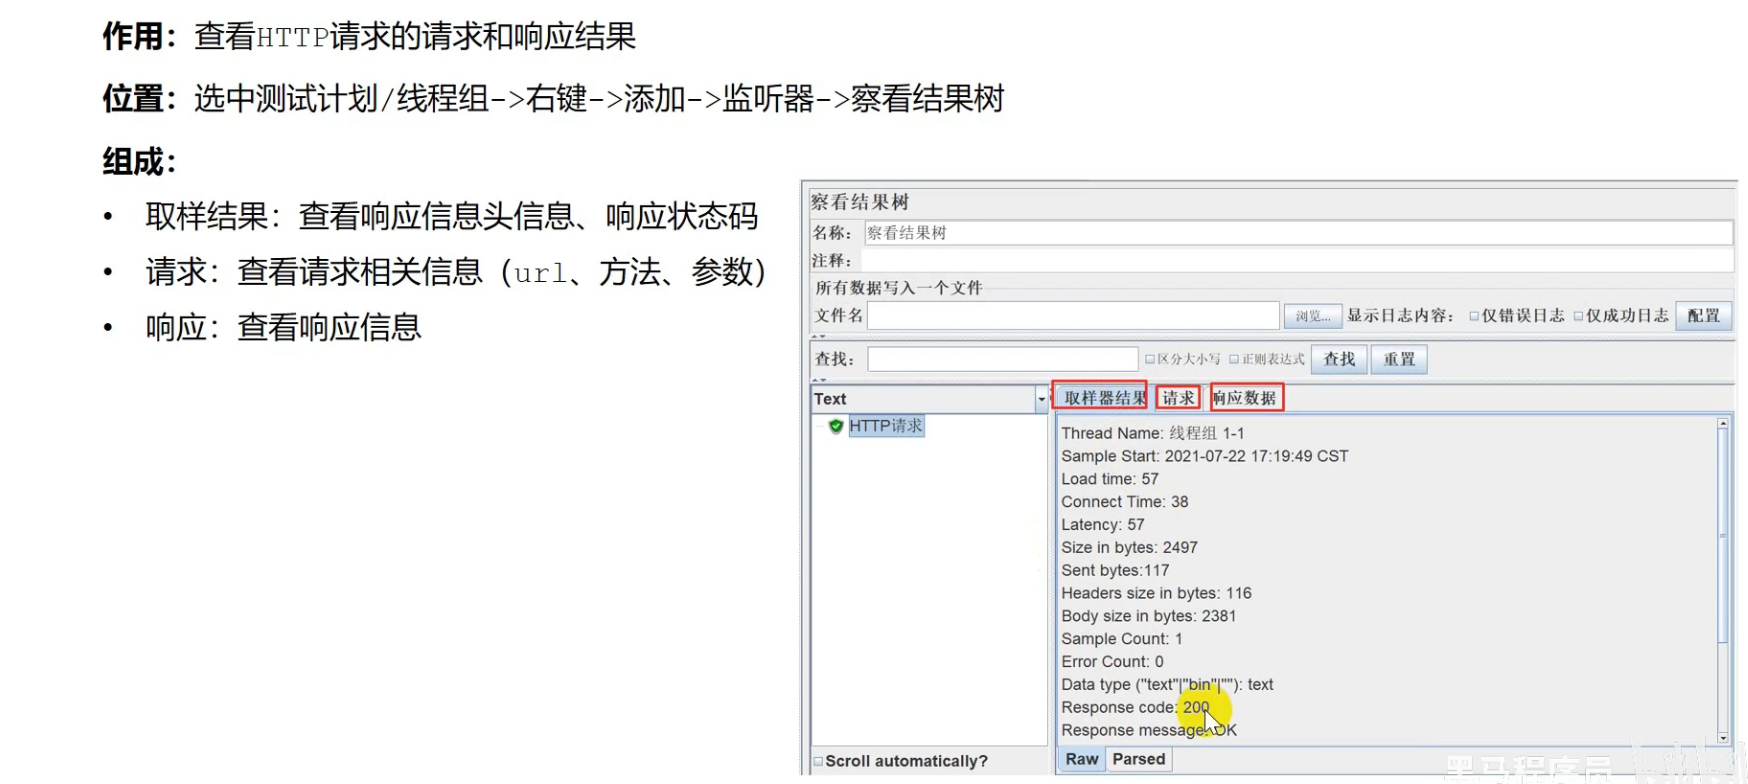 作用：查看HTTP请求的请求和响应结果
位置：选中测试计划/线程组->右键->添加->监听器->察看结果树
组成：
• 取样结果：查看响应信息头信息、响应状态码
• 请求：查看请求相关信息（url、方法、参数）
• 响应：查看响应信息
察看结果树
名称： 察看结果树
注释：
所有数据写入一个文件
文件名 浏览... 显示日志内容： 仅错误日志 仅成功日志 配置
查找： 区分大小写 正则表达式 查找 重置
Text
HTTP请求
取样器结果 请求 响应数据
Thread Name: 线程组 1-1
Sample Start: 2021-07-22 17:19:49 CST
Load time: 57
Connect Time: 38
Latency: 57
Size in bytes: 2497
Sent bytes:117
Headers size in bytes: 116
Body size in bytes: 2381
Sample Count: 1
Error Count: 0
Data type ("text"|"bin"|""): text
Response code: 200
Response message: OK
Scroll automatically?
Raw Parsed
黑马程序员